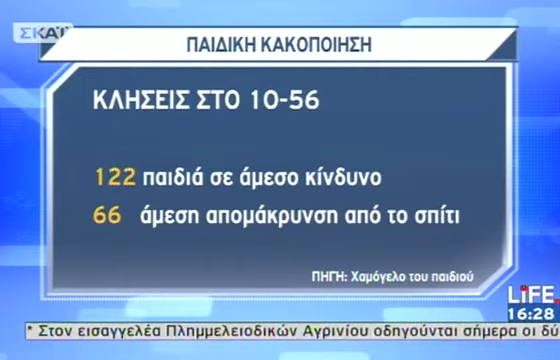 ΣΚΑΪ
ΠΑΙΔΙΚΗ ΚΑΚΟΠΟΙΗΣΗ
ΚΛΗΣΕΙΣ ΣΤΟ 10-56
122 παιδιά σε άμεσο κίνδυνο
66 άμεση απομάκρυνση από το σπίτι
ΠΗΓΗ: Χαμόγελο του παιδιού
LiFE
16:28
* Στον εισαγγελέα Πλημμελειοδικών Αγρινίου οδηγούνται σήμερα οι δύ